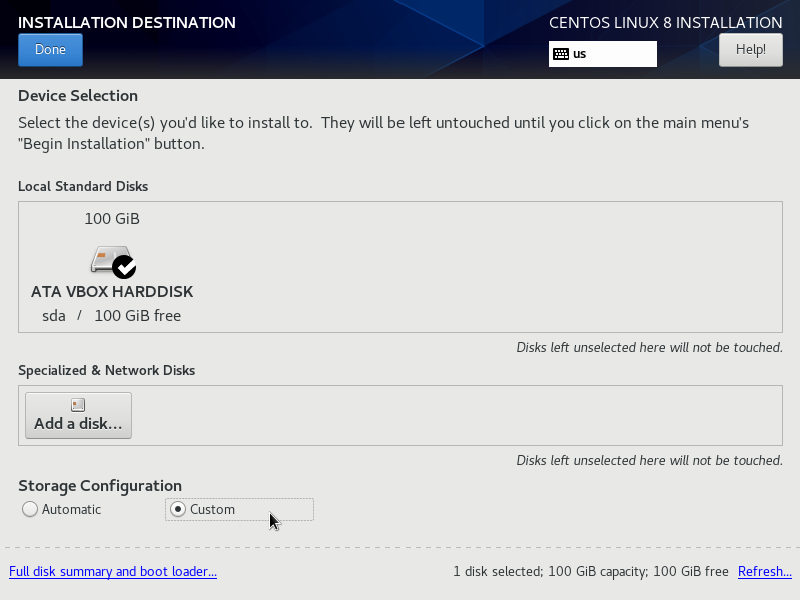 INSTALLATION DESTINATION
CENTOS LINUX 8 INSTALLATION
Done
us
Help!
Device Selection
Select the device(s) you'd like to install to.  They will be left untouched until you click on the main menu's
"Begin Installation" button.
Local Standard Disks
100 GiB
ATA VBOX HARDDISK
sda / 100 GiB free
Disks left unselected here will not be touched.
Specialized & Network Disks
Add a disk...
Disks left unselected here will not be touched.
Storage Configuration
Automatic
Custom
Full disk summary and boot loader...
1 disk selected; 100 GiB capacity; 100 GiB free
Refresh...